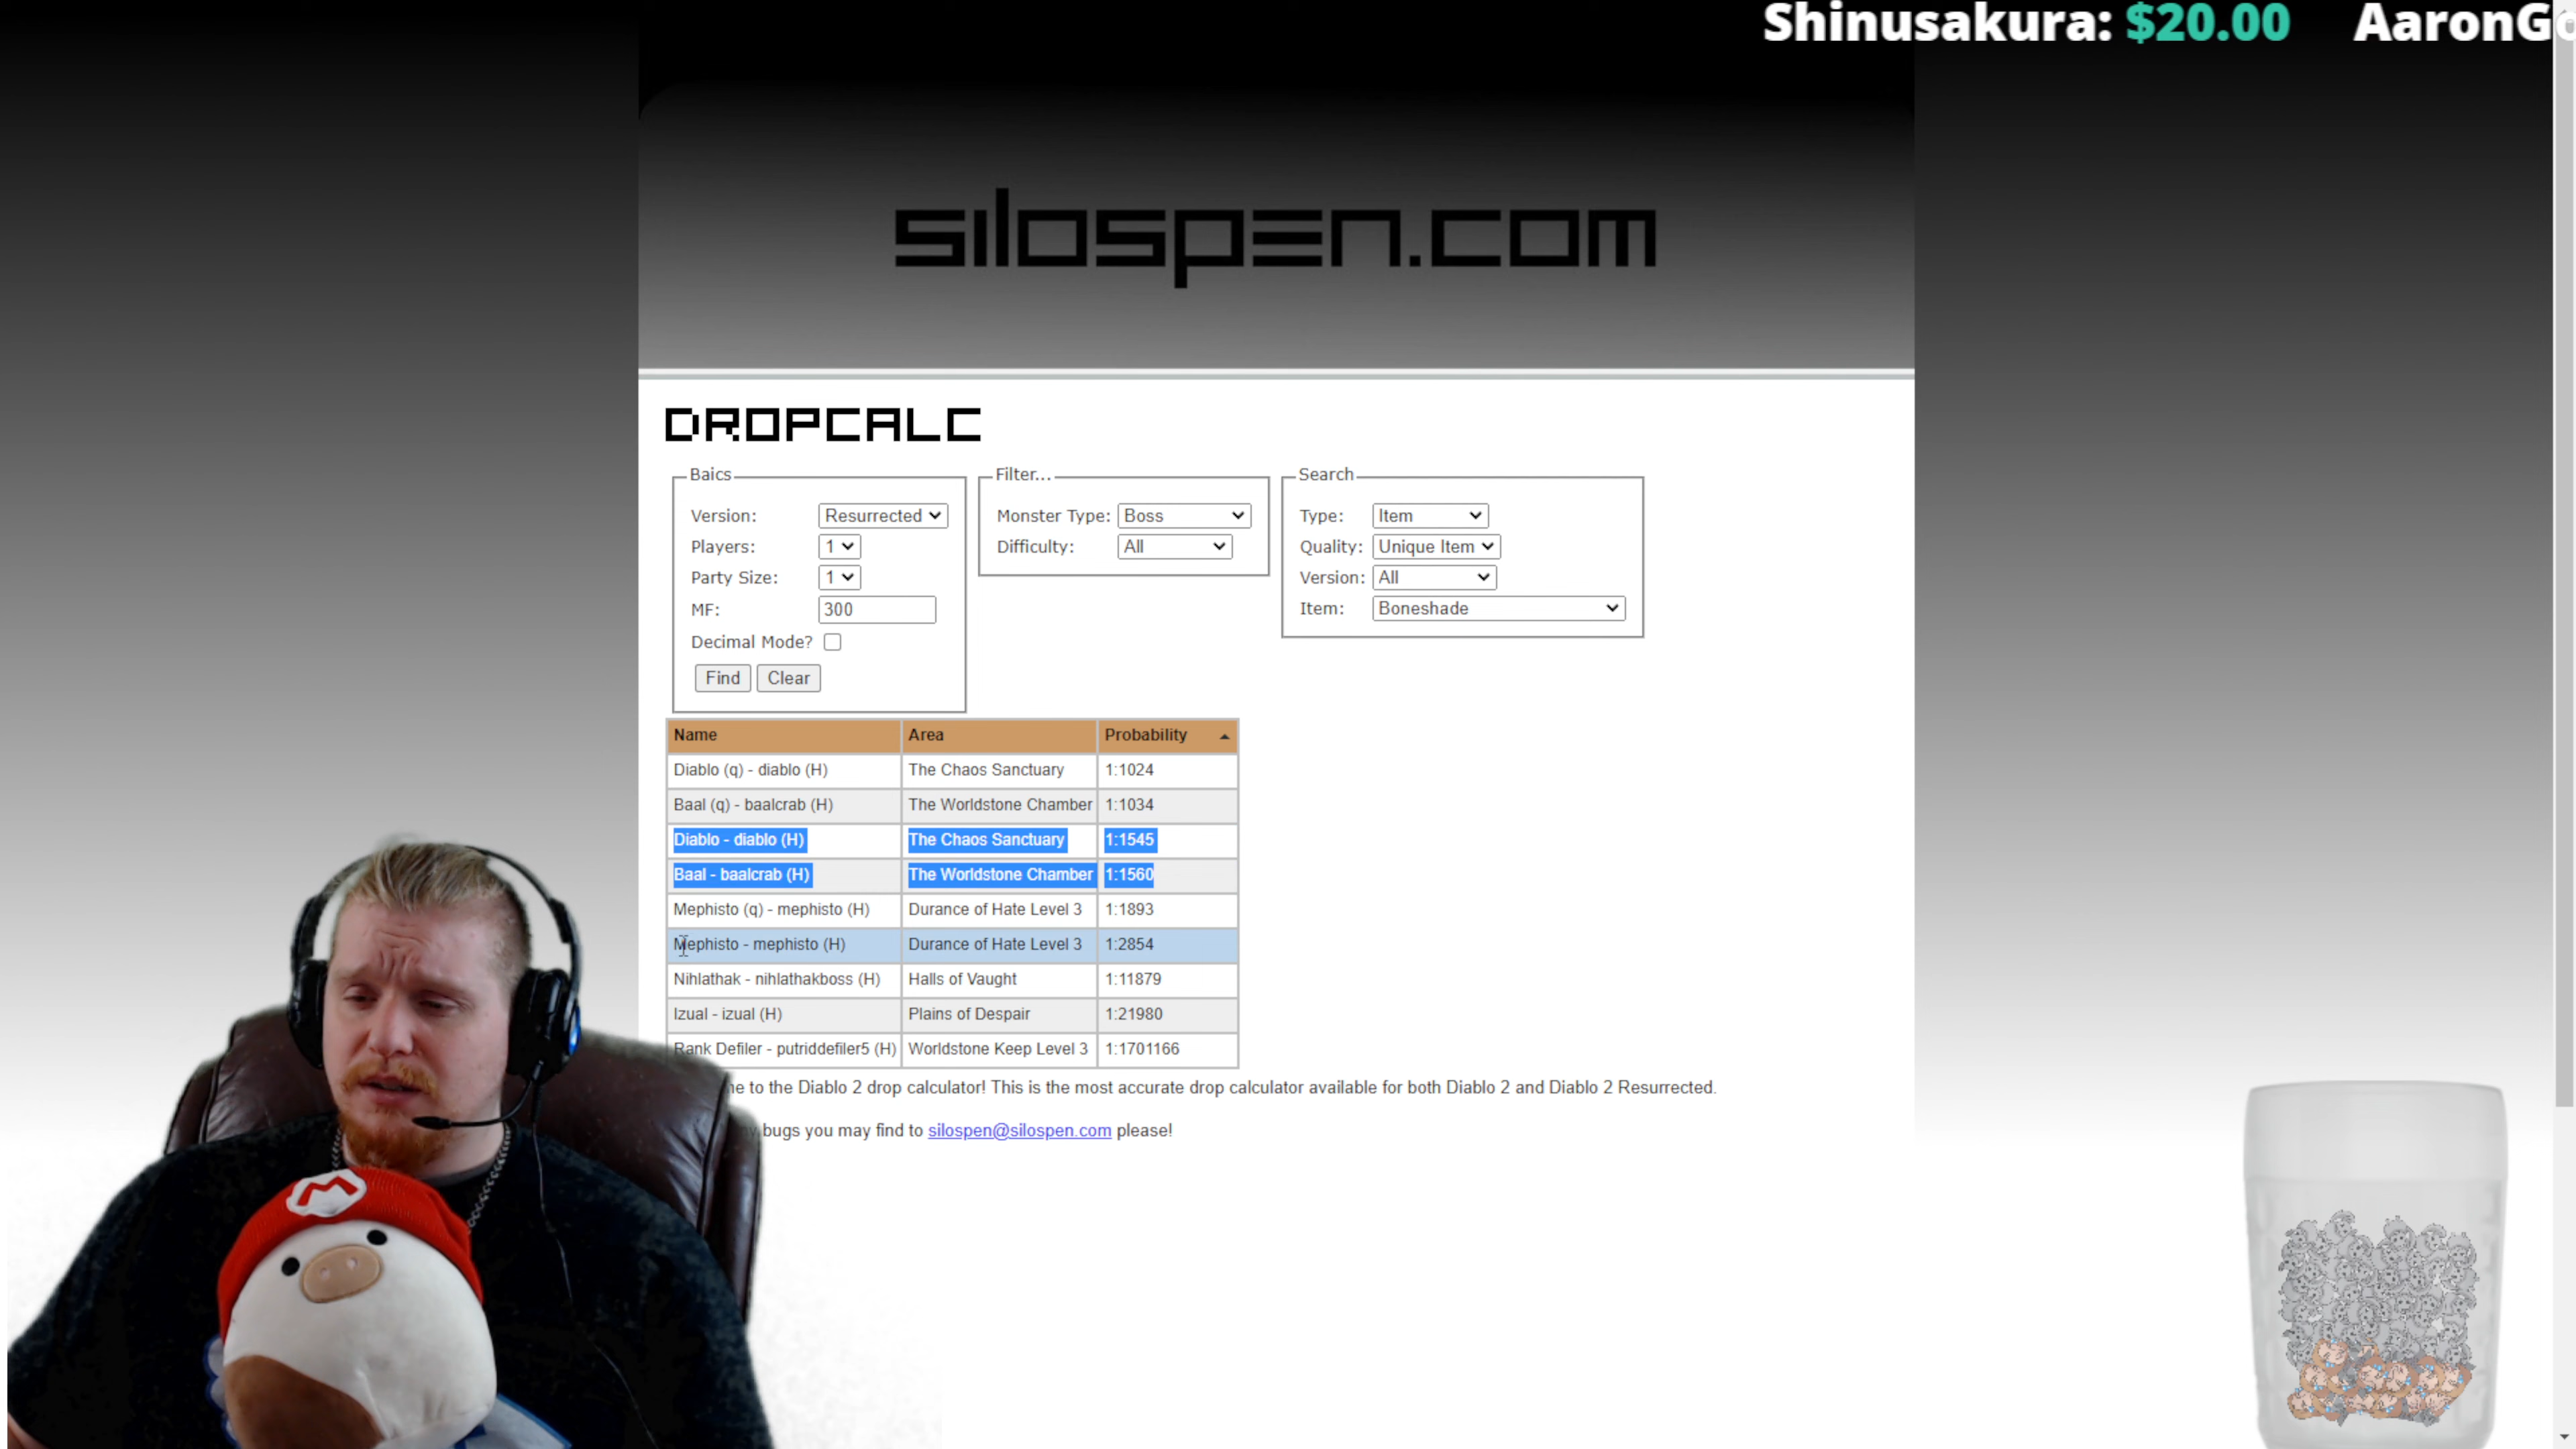 Shinusakura: $20.00 AaronGo
silospen.com
DROPCALC
Baics
Version: Resurrected
Players: 1
Party Size: 1
MF: 300
Decimal Mode?
Find Clear
Filter...
Monster Type: Boss
Difficulty: All
Search
Type: Item
Quality: Unique Item
Version: All
Item: Boneshade
Name Area Probability
Diablo (q) - diablo (H) The Chaos Sanctuary 1:1024
Baal (q) - baalcrab (H) The Worldstone Chamber 1:1034
Diablo - diablo (H) The Chaos Sanctuary 1:1545
Baal - baalcrab (H) The Worldstone Chamber 1:1560
Mephisto (q) - mephisto (H) Durance of Hate Level 3 1:1893
Mephisto - mephisto (H) Durance of Hate Level 3 1:2854
Nihlathak - nihlathakboss (H) Halls of Vaught 1:11879
Izual - izual (H) Plains of Despair 1:21980
Rank Defiler - putriddefiler5 (H) Worldstone Keep Level 3 1:1701166
me to the Diablo 2 drop calculator! This is the most accurate drop calculator available for both Diablo 2 and Diablo 2 Resurrected.
bugs you may find to silospen@silospen.com please!
M